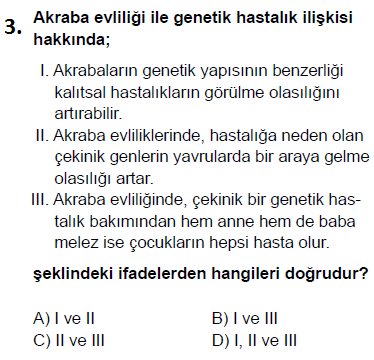 3. Akraba evliliği ile genetik hastalık ilişkisi
hakkında;
I. Akrabaların genetik yapısının benzerliği
kalıtsal hastalıkların görülme olasılığını
artırabilir.
II. Akraba evliliklerinde, hastalığa neden olan
çekinik genlerin yavrularda bir araya gelme
olasılığı artar.
III. Akraba evliliğinde, çekinik bir genetik has-
talık bakımından hem anne hem de baba
melez ise çocukların hepsi hasta olur.
şeklindeki ifadelerden hangileri doğrudur?
A) I ve II B) I ve III
C) II ve III D) I, II ve III